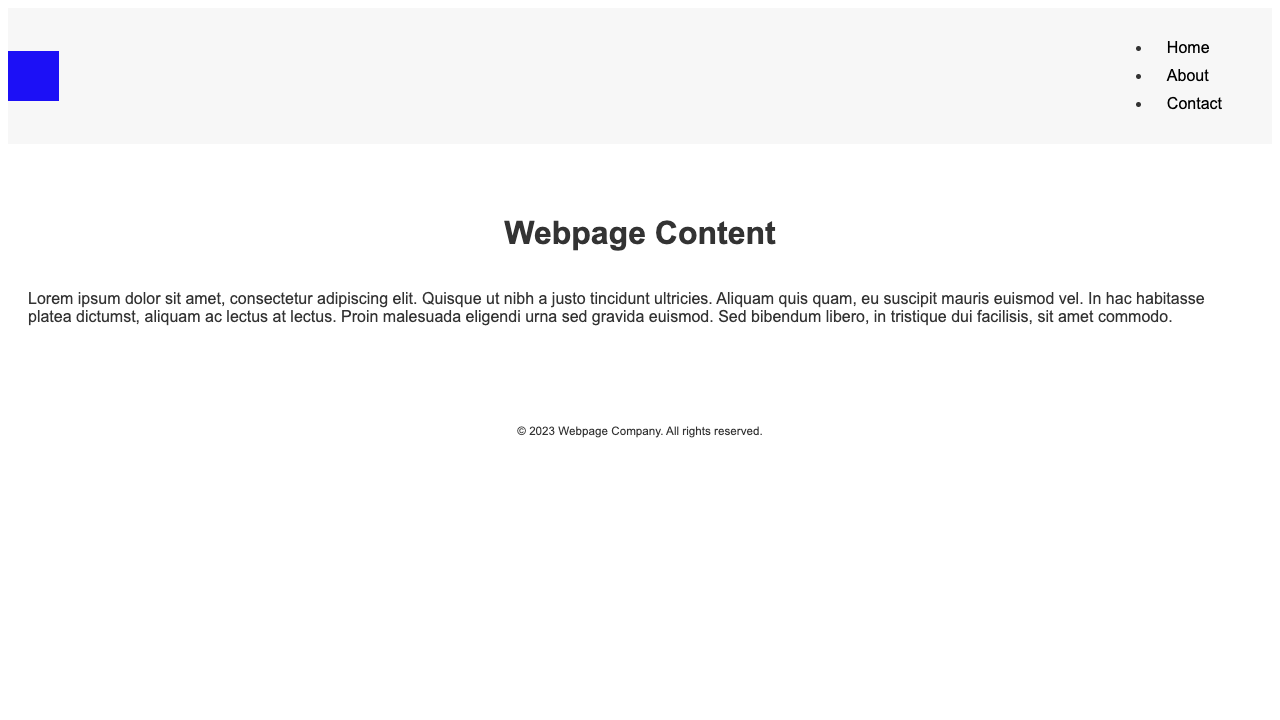 Home
About
Contact
Webpage Content
Lorem ipsum dolor sit amet, consectetur adipiscing elit. Quisque ut nibh a justo tincidunt ultricies. Aliquam quis quam, eu suscipit mauris euismod vel. In hac habitasse
platea dictumst, aliquam ac lectus at lectus. Proin malesuada eligendi urna sed gravida euismod. Sed bibendum libero, in tristique dui facilisis, sit amet commodo.
© 2023 Webpage Company. All rights reserved.